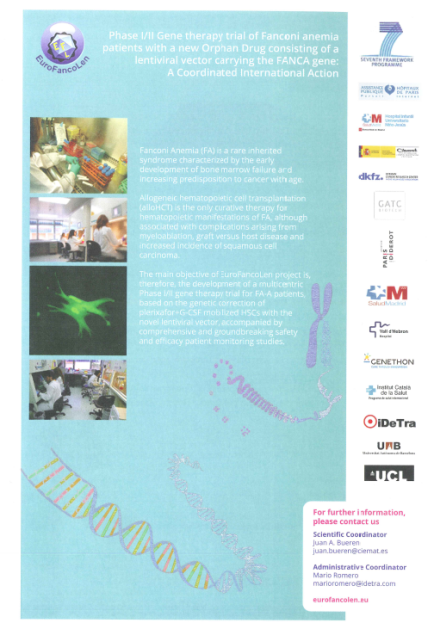 EuroFancoLen
Phase I/II Gene therapy trial of Fanconi anemia
patients with a new Orphan Drug consisting of a
lentiviral vector carrying the FANCA gene:
A Coordinated International Action
Fanconi Anemia (FA) is a rare inherited
syndrome characterized by the early
development of bone marrow failure and
increasing predisposition to cancer with age.
Allogeneic hematopoietic cell transplantation
(alloHCT) is the only curative therapy for
hematopoietic manifestations of FA, although
associated with complications arising from
myeloablation, graft versus host disease and
increased incidence of squamous cell
carcinoma.
The main objective of EuroFancoLen project is,
therefore, the development of a multicentric
Phase I/II gene therapy trial for FA-A patients,
based on the genetic correction of
plerixafor+G-CSF mobilized HSCs with the
novel lentiviral vector, accompanied by
comprehensive and groundbreaking safety
and efficacy patient monitoring studies.
SEVENTH FRAMEWORK
PROGRAMME
dkfz.
GATC
BIOTECH
PARIS
DIDEROT
SaludMadrid
Vall d'Hebron
GENETHON
Institut Català
de la Salut
iDeTra
UAB
UCL
For further information,
please contact us
Scientific Coordinator
Juan A. Bueren
juan.bueren@ciemat.es
Administrative Coordinator
Mario Romero
marioromero@idetra.com
eurofancolen.eu